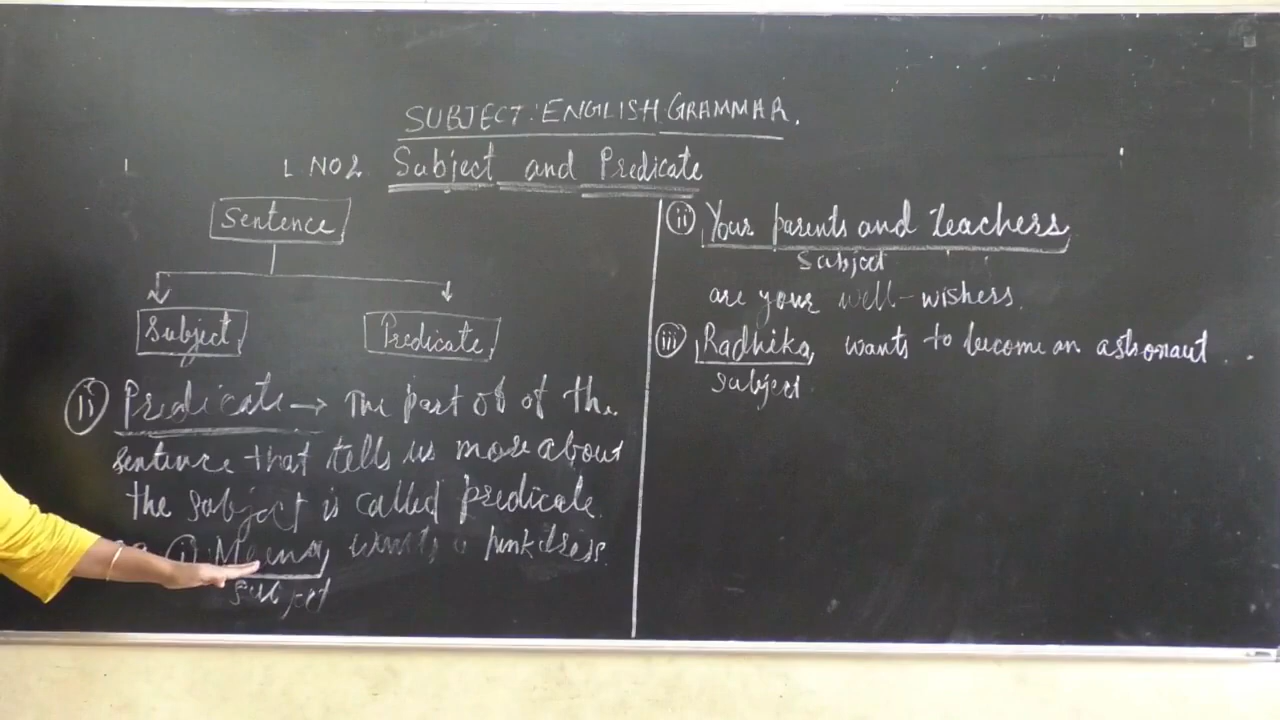 SUBJECT: ENGLISH GRAMMAR.
L NO 2 Subject and Predicate
Sentence
Subject Predicate
(ii) Predicate → The part of of the
sentence that tells us more about
the subject is called predicate.
(i) Meena wants a pink dress.
subject
(ii) Your parents and teachers
subject
are your well-wishers.
(iii) Radhika wants to become an astronaut.
subject